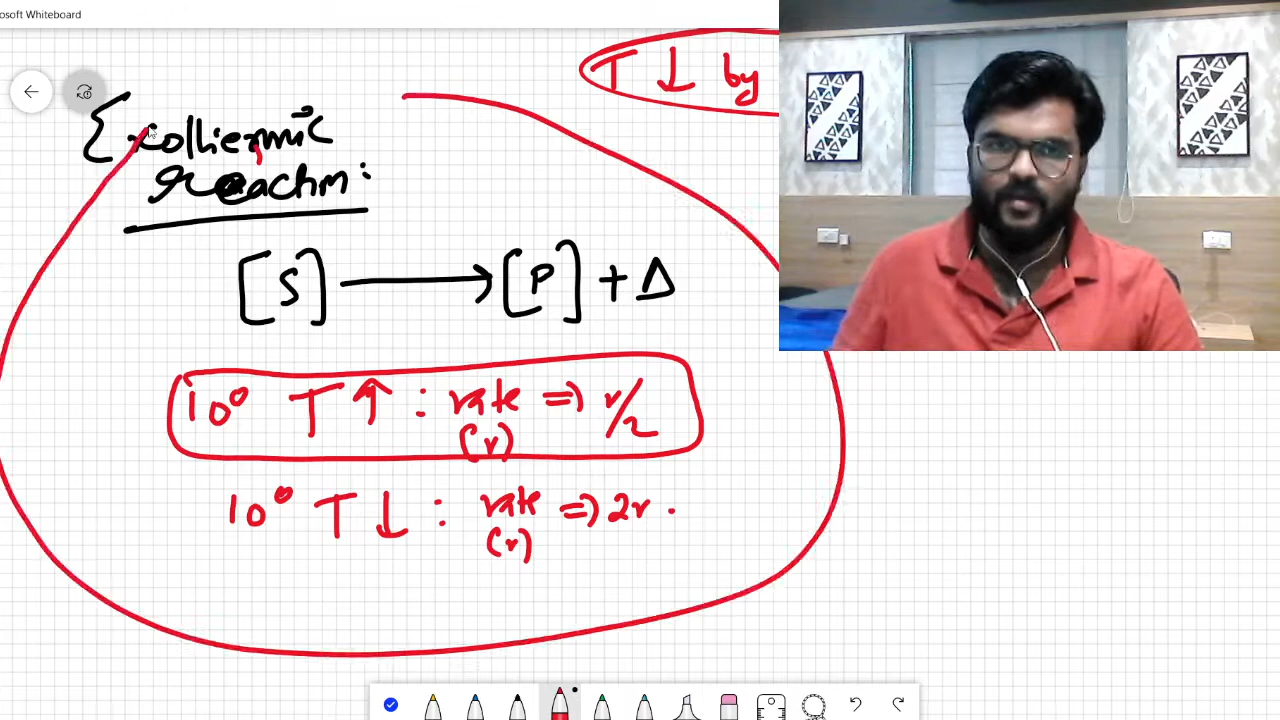 osoft Whiteboard
T ↓ by
{ exothermic
reaction:
[S] ⟶ [P] + Δ
10° T ↑ : rate ⇒ r/2
(r)
10° T ↓ : rate ⇒ 2r .
(r)